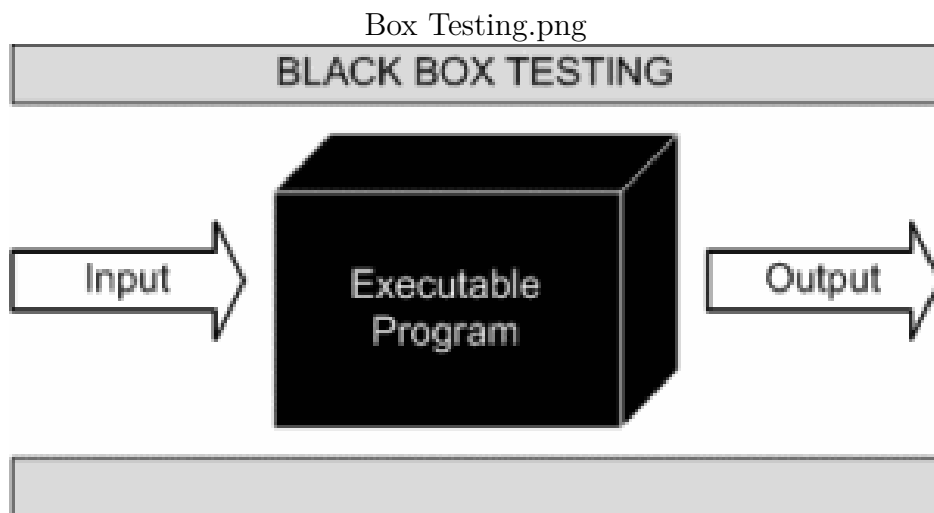 Box Testing.png
BLACK BOX TESTING
Input
Executable
Program
Output